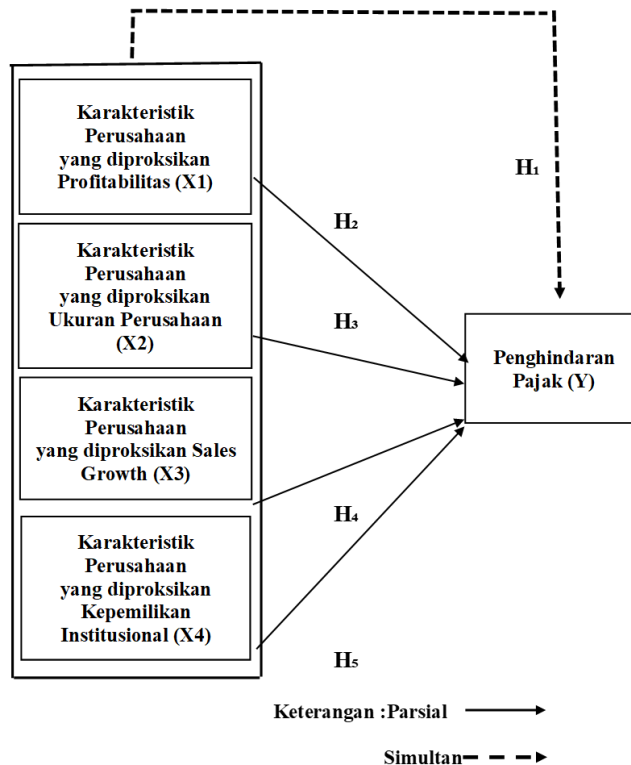 Karakteristik
Perusahaan
yang diproksikan
Profitabilitas (X1)
Karakteristik
Perusahaan
yang diproksikan
Ukuran Perusahaan
(X2)
Karakteristik
Perusahaan
yang diproksikan Sales
Growth (X3)
Karakteristik
Perusahaan
yang diproksikan
Kepemilikan
Institusional (X4)
H₁
H₂
H₃
H₄
H₅
Penghindaran
Pajak (Y)
Keterangan :Parsial
Simultan